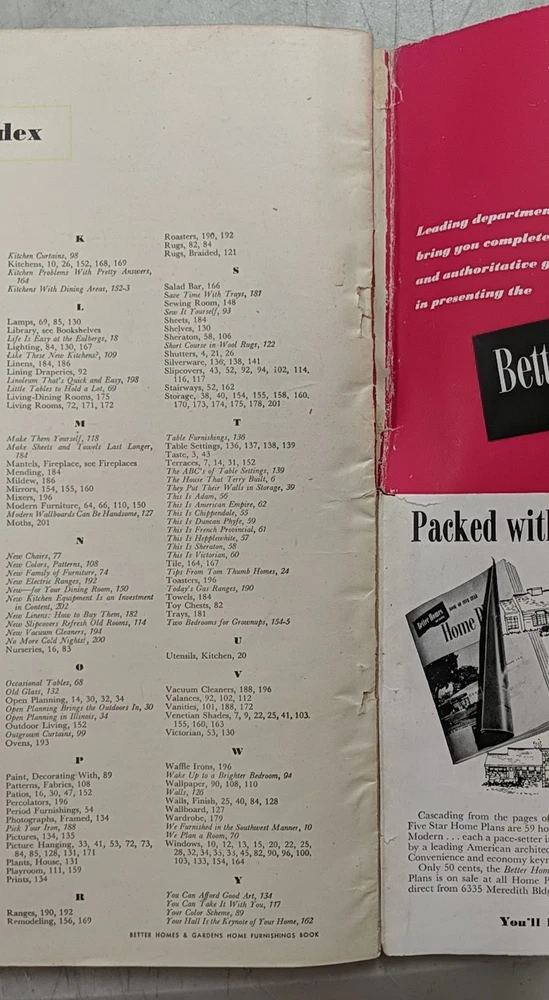 dex
K
Kitchen Curtains, 98
Kitchens, 10, 26, 152, 168, 169
Kitchen Problems With Pretty Answers,
164
Kitchens With Dining Areas, 152-3
L
Lamps, 69, 85, 130
Library, see Bookshelves
Life Is Easy at the Eulbergs, 18
Lighting, 84, 130, 167
Like These New Kitchens?, 109
Linens, 184, 186
Lining Draperies, 92
Linoleum That's Quick and Easy, 198
Little Tables to Hold a Lot, 69
Living-Dining Rooms, 175
Living Rooms, 72, 171, 172
M
Make Them Yourself, 118
Make Sheets and Towels Last Longer,
184
Mantels, Fireplace, see Fireplaces
Mending, 184
Mildew, 186
Mirrors, 154, 155, 160
Mixers, 196
Modern Furniture, 64, 66, 110, 150
Modern Wallboards Can Be Handsome, 127
Moths, 201
N
New Chairs, 77
New Colors, Patterns, 108
New Family of Furniture, 74
New Electric Ranges, 192
New—for Your Dining Room, 150
New Kitchen Equipment Is an Investment
in Content, 202
New Linens: How to Buy Them, 182
New Slipcovers Refresh Old Rooms, 114
New Vacuum Cleaners, 194
No More Cold Nights!, 200
Nurseries, 16, 83
O
Occasional Tables, 68
Old Glass, 132
Open Planning, 14, 30, 32, 34
Open Planning Brings the Outdoors In, 30
Open Planning in Illinois, 34
Outdoor Living, 152
Outgrown Curtains, 99
Ovens, 193
P
Paint, Decorating With, 89
Patterns, Fabrics, 108
Patios, 16, 30, 47, 152
Percolators, 196
Period Furnishings, 54
Photographs, Framed, 134
Pick Your Iron, 188
Pictures, 134, 135
Picture Hanging, 33, 41, 53, 72, 73,
84, 85, 128, 131, 171
Plants, House, 131
Playroom, 111, 159
Prints, 134
R
Ranges, 190, 192
Remodeling, 156, 169
Roasters, 190, 192
Rugs, 82, 84
Rugs, Braided, 121
S
Salad Bar, 166
Save Time With Trays, 181
Sewing Room, 148
Sew It Yourself, 93
Sheets, 184
Shelves, 130
Sheraton, 58, 106
Short Course in Wool Rugs, 122
Shutters, 4, 21, 26
Silverware, 136, 138, 141
Slipcovers, 43, 52, 92, 94, 102, 114,
116, 117
Stairways, 52, 162
Storage, 38, 40, 154, 155, 158, 160,
170, 173, 174, 175, 178, 201
T
Table Furnishings, 136
Table Settings, 136, 137, 138, 139
Taste, 3, 43
Terraces, 7, 14, 31, 152
The ABC's of Table Settings, 139
The House That Terry Built, 6
They Put Their Walls in Storage, 39
This Is Adam, 56
This Is American Empire, 62
This Is Chippendale, 55
This Is Duncan Phyfe, 59
This Is French Provincial, 61
This Is Hepplewhite, 57
This Is Sheraton, 58
This Is Victorian, 60
Tile, 164, 167
Tips From Tom Thumb Homes, 24
Toasters, 196
Today's Gas Ranges, 190
Towels, 184
Toy Chests, 82
Trays, 181
Two Bedrooms for Grownups, 154-5
U
Utensils, Kitchen, 20
V
Vacuum Cleaners, 188, 196
Valances, 92, 102, 112
Vanities, 101, 188, 172
Venetian Shades, 7, 9, 22, 25, 41, 103,
155, 160, 163
Victorian, 53, 130
W
Waffle Irons, 196
Wake Up to a Brighter Bedroom, 94
Wallpaper, 90, 108, 110
Walls, 126
Walls, Finish, 25, 40, 84, 128
Wallboard, 127
Wardrobe, 179
We Furnished in the Southwest Manner, 10
We Plan a Room, 70
Windows, 10, 12, 13, 15, 20, 22, 25,
28, 32, 34, 35, 35, 45, 82, 90, 96, 100,
103, 133, 154, 164
Y
You Can Afford Good Art, 134
You Can Take It With You, 117
Your Color Scheme, 89
Your Hall Is the Keynote of Your Home, 162
BETTER HOMES & GARDENS HOME FURNISHINGS BOOK
Leading departmen
bring you complete
and authoritative g
in presenting the
Bett
Packed with
Better Homes
Home P
Cascading from the pages of
Five Star Home Plans are 59 ho
Modern . . . each a pace-setter i
by a leading American architec
Convenience and economy keyn
Only 50 cents, the Better Hom
Plans is on sale at all Home P
direct from 6335 Meredith Bldg
You'll